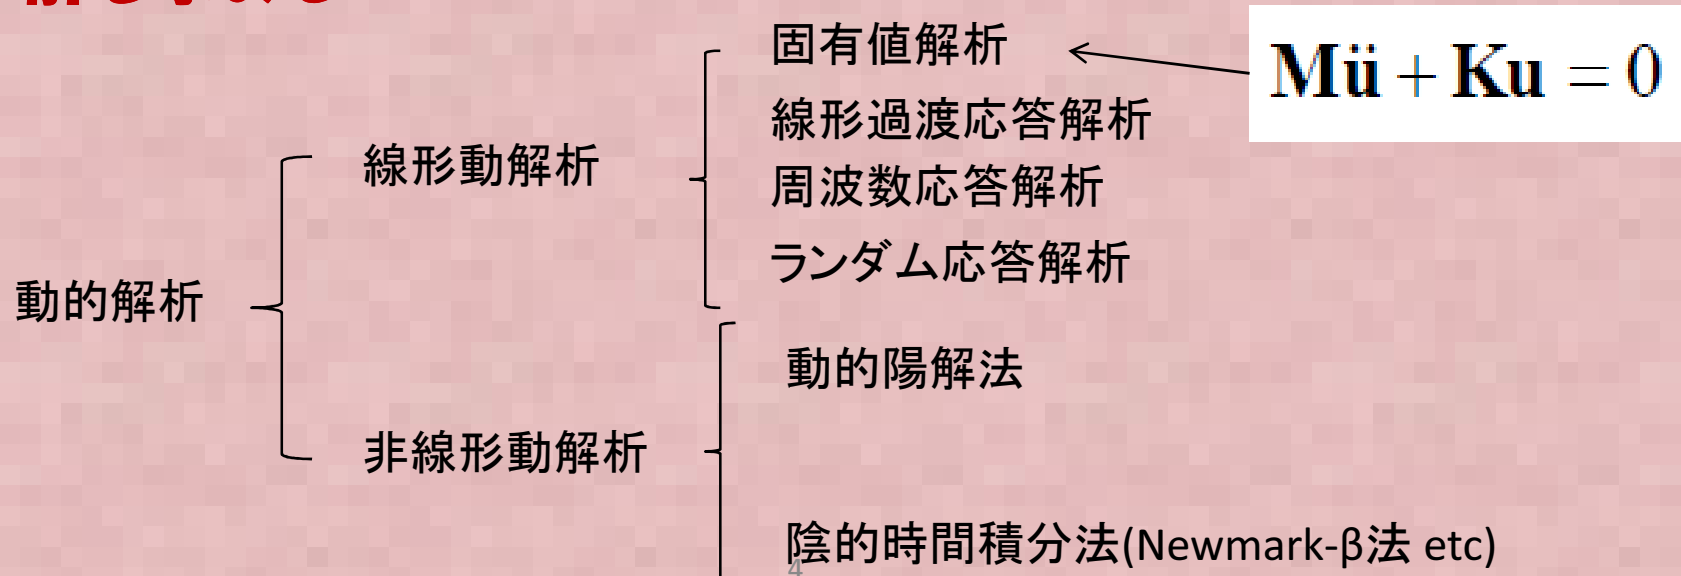 固有値解析
Mü + Ku = 0
線形過渡応答解析
線形動解析
周波数応答解析
ランダム応答解析
動的解析
動的陽解法
非線形動解析
陰的時間積分法(Newmark-β法 etc)
4